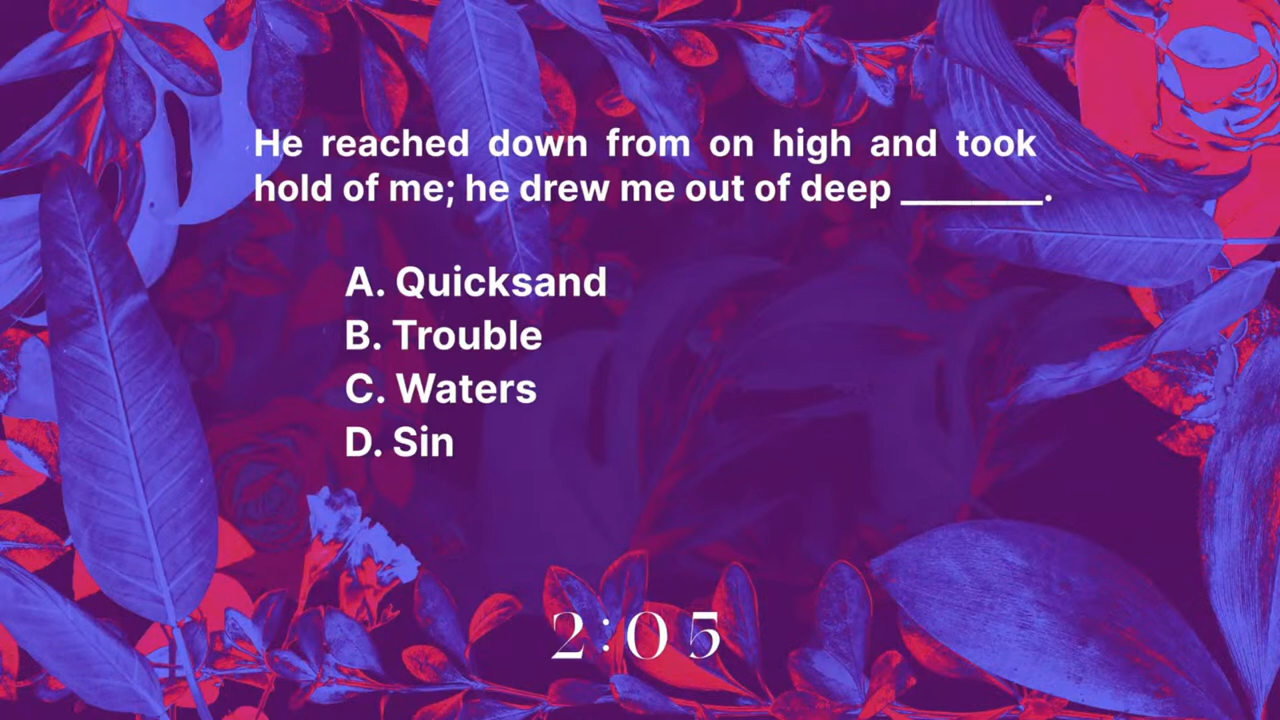 He reached down from on high and took
hold of me; he drew me out of deep ________.
A. Quicksand
B. Trouble
C. Waters
D. Sin
2:05